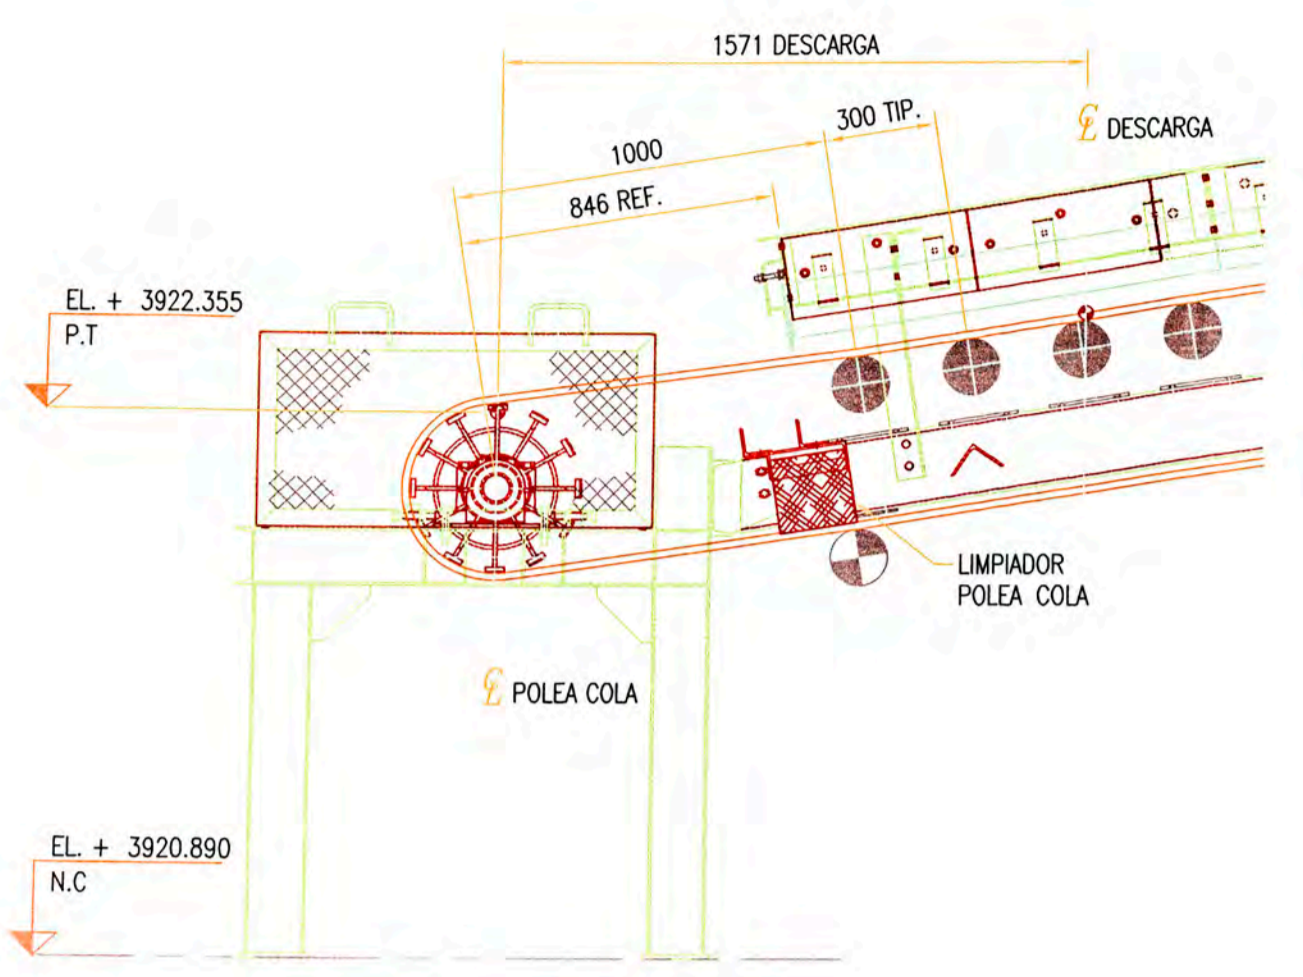 1571 DESCARGA
300 TIP.
℄ DESCARGA
1000
846 REF.
EL. + 3922.355
P.T
LIMPIADOR
POLEA COLA
℄ POLEA COLA
EL. + 3920.890
N.C